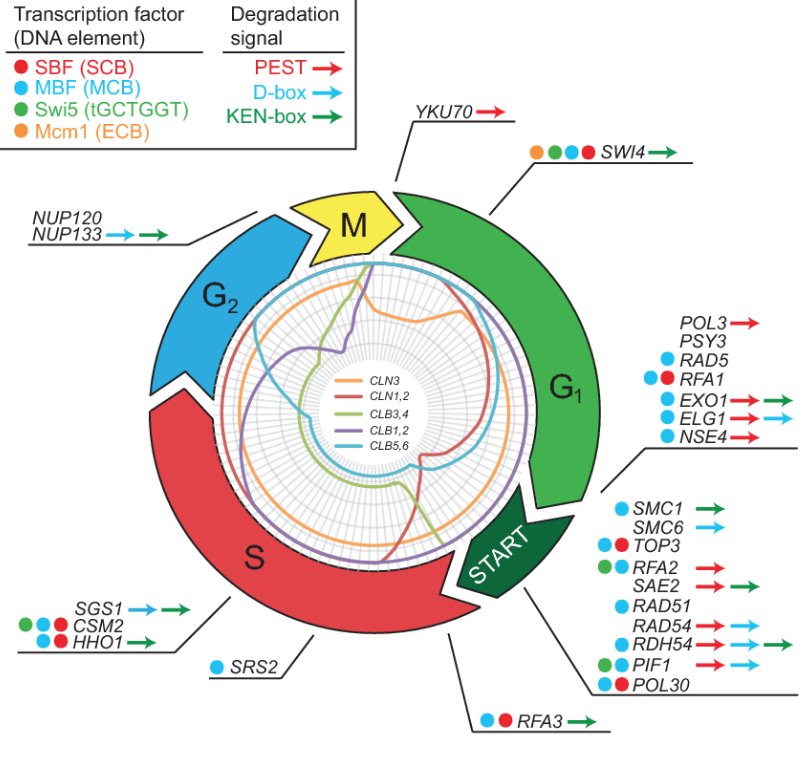 Transcription factor
(DNA element)
SBF (SCB)
MBF (MCB)
Swi5 (tGCTGGT)
Mcm1 (ECB)
Degradation
signal
PEST
D-box
KEN-box
YKU70
SWI4
NUP120
NUP133
M
G2
G1
START
S
CLN3
CLN1,2
CLB3,4
CLB1,2
CLB5,6
POL3
PSY3
RAD5
RFA1
EXO1
ELG1
NSE4
SMC1
SMC6
TOP3
RFA2
SAE2
RAD51
RAD54
RDH54
PIF1
POL30
SGS1
CSM2
HHO1
SRS2
RFA3